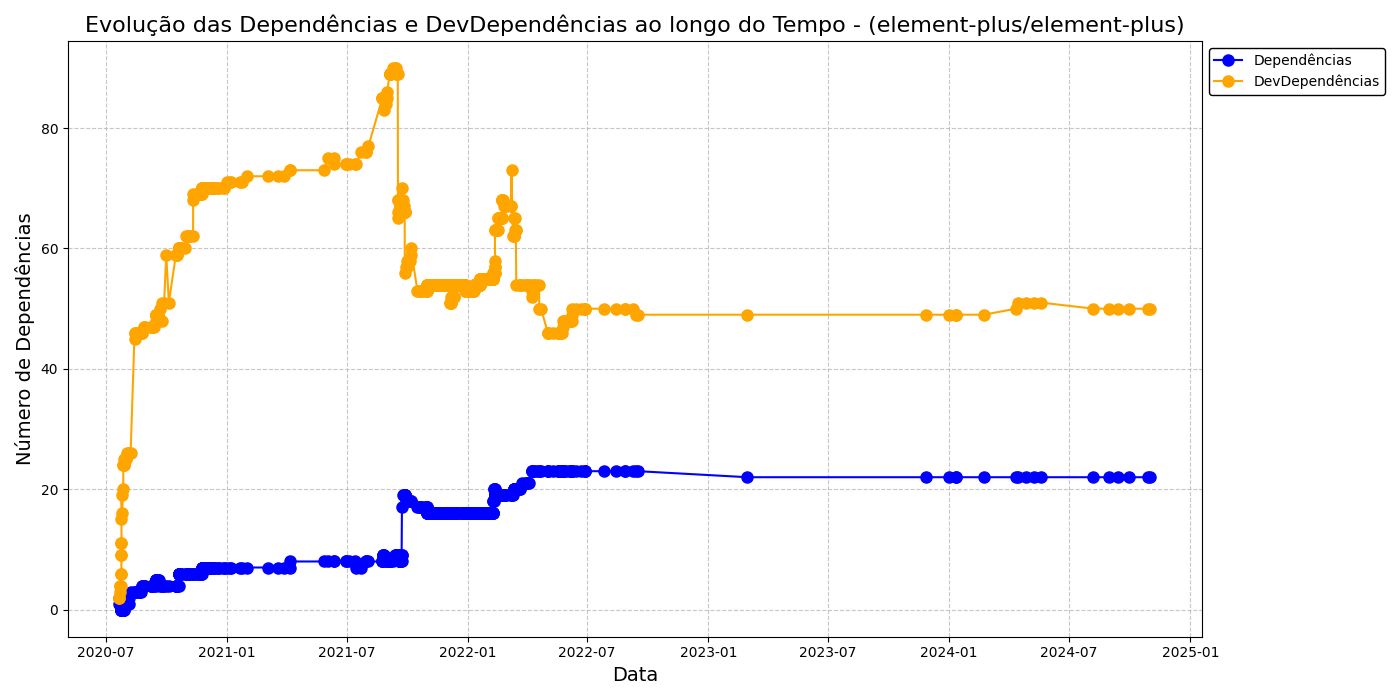 Evolução das Dependências e DevDependências ao longo do Tempo - (element-plus/element-plus)
Dependências
DevDependências
Número de Dependências
80
60
40
20
0
2020-07 2021-01 2021-07 2022-01 2022-07 2023-01 2023-07 2024-01 2024-07 2025-01
Data